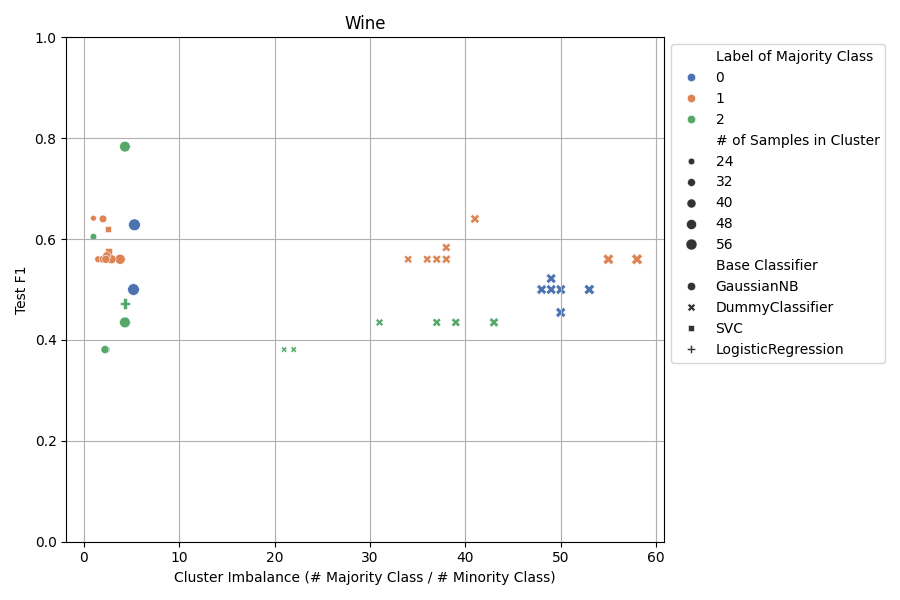 Wine
1.0
0.8
0.6
0.4
0.2
0.0
Test F1
0 10 20 30 40 50 60
Cluster Imbalance (# Majority Class / # Minority Class)
Label of Majority Class
0
1
2
# of Samples in Cluster
24
32
40
48
56
Base Classifier
GaussianNB
DummyClassifier
SVC
LogisticRegression